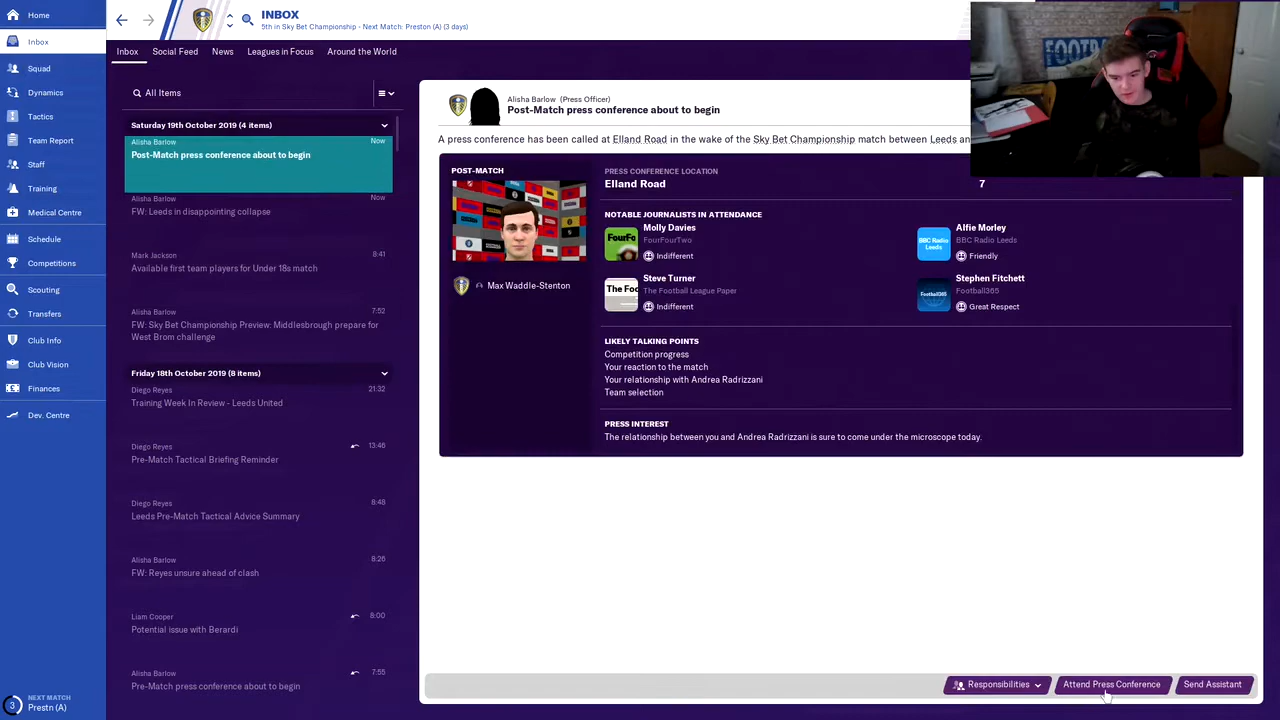 Home
Inbox
Squad
Dynamics
Tactics
Team Report
Staff
Training
Medical Centre
Schedule
Competitions
Scouting
Transfers
Club Info
Club Vision
Finances
Dev. Centre
3
NEXT MATCH
Prestn (A)
INBOX
5th in Sky Bet Championship - Next Match: Preston (A) (3 days)
Inbox
Social Feed
News
Leagues in Focus
Around the World
All Items
Saturday 19th October 2019 (4 items)
Alisha Barlow
Now
Post-Match press conference about to begin
Alisha Barlow
Now
FW: Leeds in disappointing collapse
Mark Jackson
8:41
Available first team players for Under 18s match
Alisha Barlow
7:52
FW: Sky Bet Championship Preview: Middlesbrough prepare for
West Brom challenge
Friday 18th October 2019 (8 items)
Diego Reyes
21:32
Training Week In Review - Leeds United
Diego Reyes
13:46
Pre-Match Tactical Briefing Reminder
Diego Reyes
8:48
Leeds Pre-Match Tactical Advice Summary
Alisha Barlow
8:26
FW: Reyes unsure ahead of clash
Liam Cooper
8:00
Potential issue with Berardi
Alisha Barlow
7:55
Pre-Match press conference about to begin
Alisha Barlow (Press Officer)
Post-Match press conference about to begin
A press conference has been called at Elland Road in the wake of the Sky Bet Championship match between Leeds an
POST-MATCH
Max Waddle-Stenton
PRESS CONFERENCE LOCATION
Elland Road
7
NOTABLE JOURNALISTS IN ATTENDANCE
FourFo
Molly Davies
FourFourTwo
Indifferent
BBC Radio
Leeds
Alfie Morley
BBC Radio Leeds
Friendly
The Foo
Steve Turner
The Football League Paper
Indifferent
Football365
Stephen Fitchett
Football365
Great Respect
LIKELY TALKING POINTS
Competition progress
Your reaction to the match
Your relationship with Andrea Radrizzani
Team selection
PRESS INTEREST
The relationship between you and Andrea Radrizzani is sure to come under the microscope today.
Responsibilities
Attend Press Conference
Send Assistant